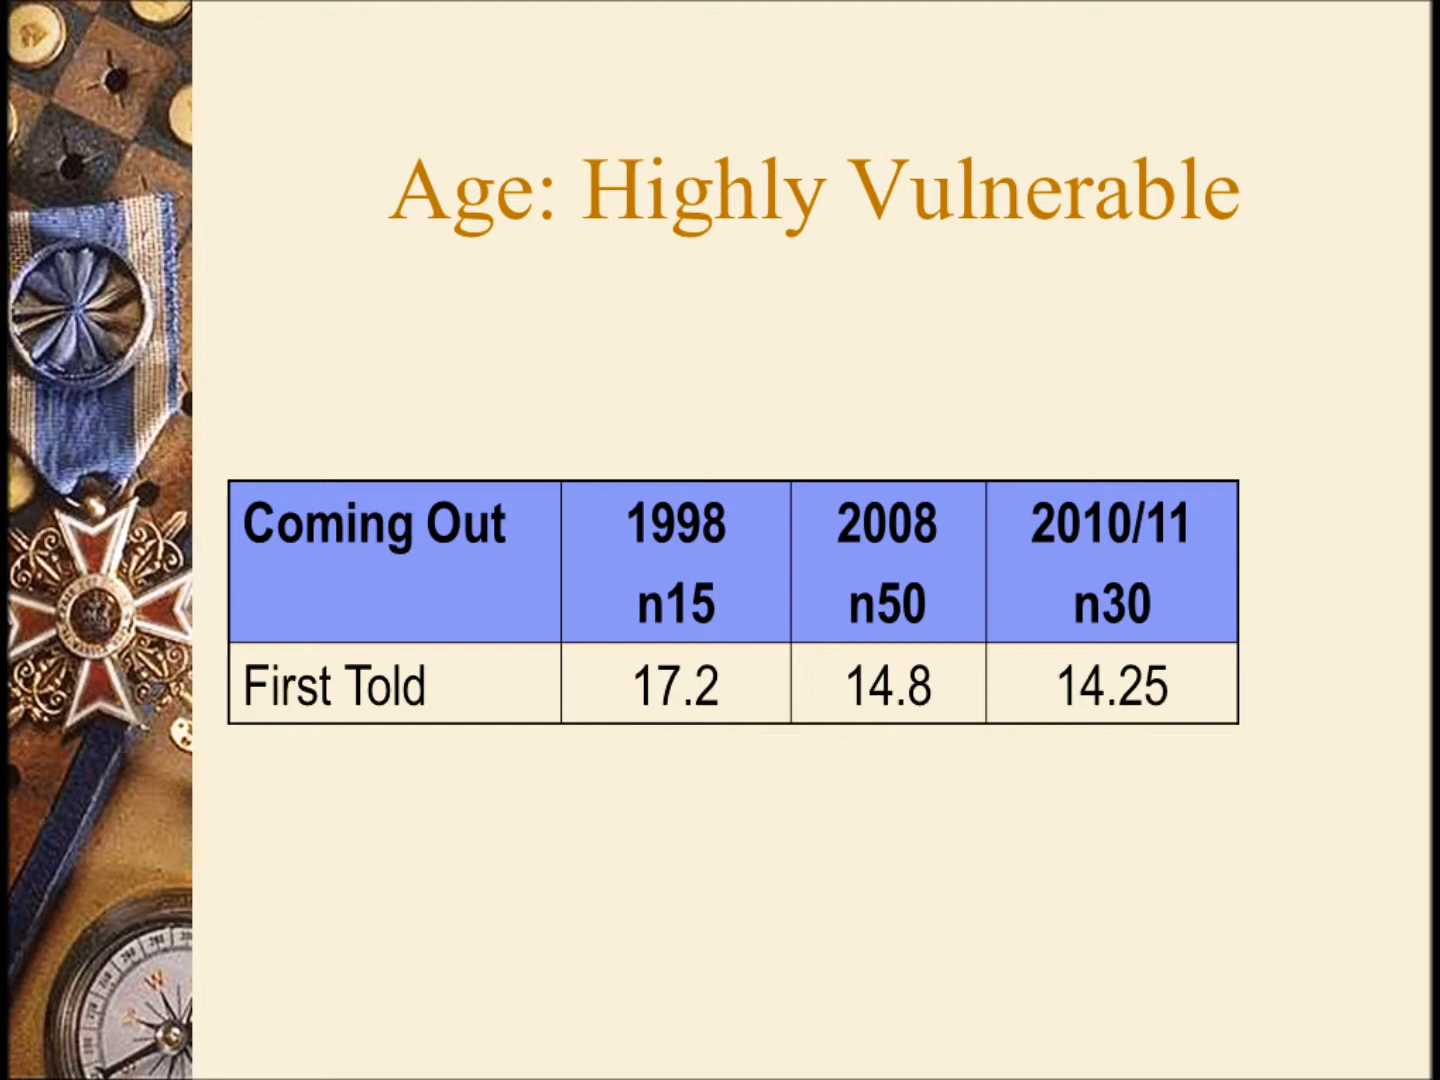 Age: Highly Vulnerable
Coming Out 1998 2008 2010/11
n15 n50 n30
First Told 17.2 14.8 14.25